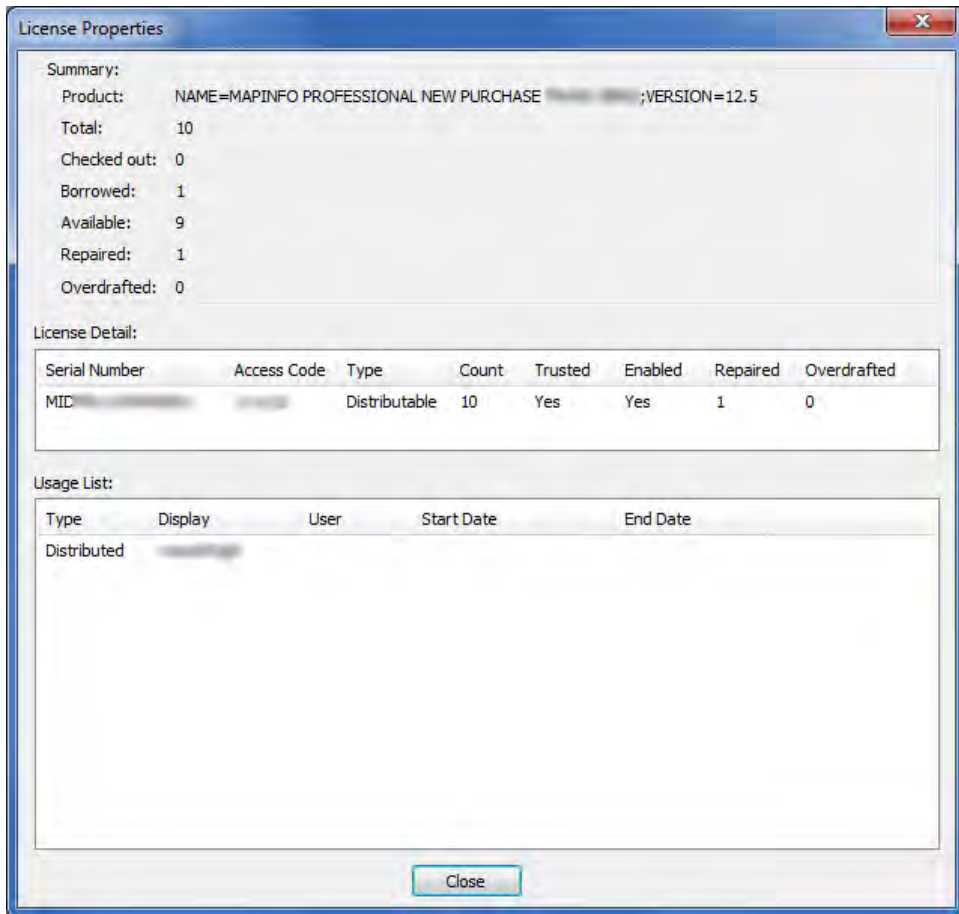 License Properties
Summary:
Product: NAME=MAPINFO PROFESSIONAL NEW PURCHASE ;VERSION=12.5
Total: 10
Checked out: 0
Borrowed: 1
Available: 9
Repaired: 1
Overdrafted: 0
License Detail:
Serial Number Access Code Type Count Trusted Enabled Repaired Overdrafted
MID Distributable 10 Yes Yes 1 0
Usage List:
Type Display User Start Date End Date
Distributed
Close